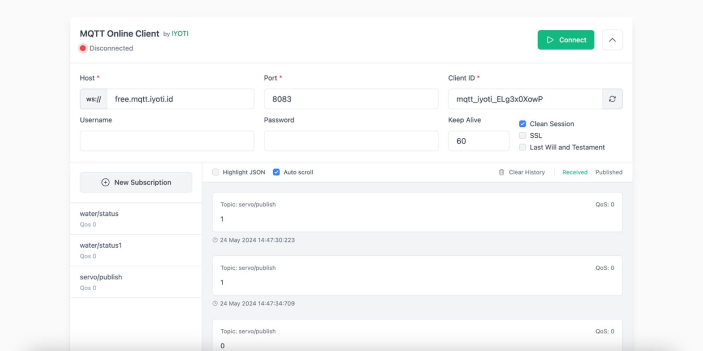 MQTT Online Client by IYOTI
Disconnected
Connect
Host *
Port *
Client ID *
ws:// free.mqtt.iyoti.id
8083
mqtt_iyoti_ELg3x0XowP
Username
Password
Keep Alive
60
Clean Session
SSL
Last Will and Testament
New Subscription
Highlight JSON
Auto scroll
Clear History
Received
Published
water/status
Qos 0
water/status1
Qos 0
servo/publish
Qos 0
Topic: servo/publish QoS: 0
1
24 May 2024 14:47:30:223
Topic: servo/publish QoS: 0
1
24 May 2024 14:47:34:709
Topic: servo/publish QoS: 0
0